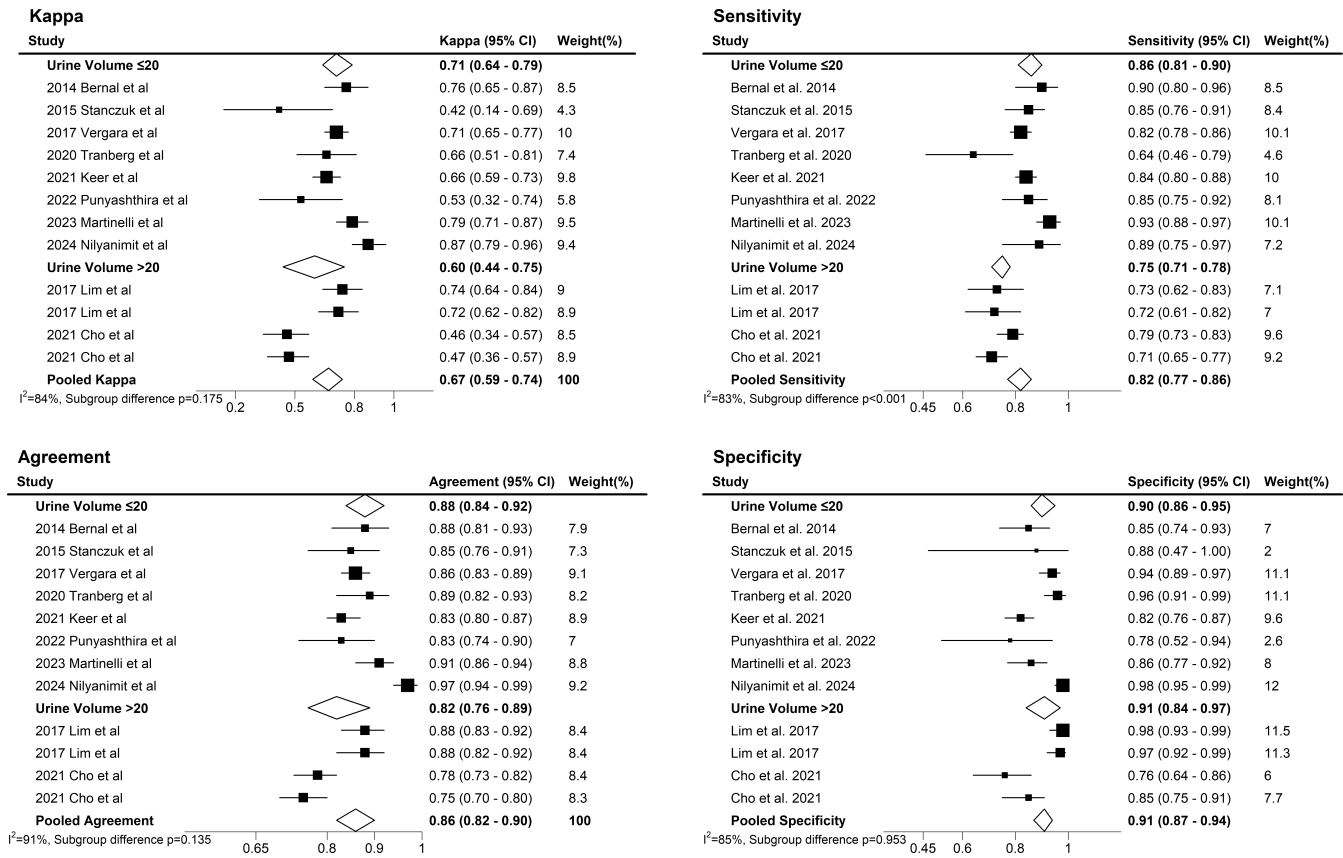 Kappa
Study Kappa (95% CI) Weight(%)
Urine Volume ≤20 0.71 (0.64 - 0.79)
2014 Bernal et al 0.76 (0.65 - 0.87) 8.5
2015 Stanczuk et al 0.42 (0.14 - 0.69) 4.3
2017 Vergara et al 0.71 (0.65 - 0.77) 10
2020 Tranberg et al 0.66 (0.51 - 0.81) 7.4
2021 Keer et al 0.66 (0.59 - 0.73) 9.8
2022 Punyashthira et al 0.53 (0.32 - 0.74) 5.8
2023 Martinelli et al 0.79 (0.71 - 0.87) 9.5
2024 Nilyanimit et al 0.87 (0.79 - 0.96) 9.4
Urine Volume >20 0.60 (0.44 - 0.75)
2017 Lim et al 0.74 (0.64 - 0.84) 9
2017 Lim et al 0.72 (0.62 - 0.82) 8.9
2021 Cho et al 0.46 (0.34 - 0.57) 8.5
2021 Cho et al 0.47 (0.36 - 0.57) 8.9
Pooled Kappa 0.67 (0.59 - 0.74) 100
I²=84%, Subgroup difference p=0.175
0.2 0.5 0.8 1
Sensitivity
Study Sensitivity (95% CI) Weight(%)
Urine Volume ≤20 0.86 (0.81 - 0.90)
Bernal et al. 2014 0.90 (0.80 - 0.96) 8.5
Stanczuk et al. 2015 0.85 (0.76 - 0.91) 8.4
Vergara et al. 2017 0.82 (0.78 - 0.86) 10.1
Tranberg et al. 2020 0.64 (0.46 - 0.79) 4.6
Keer et al. 2021 0.84 (0.80 - 0.88) 10
Punyashthira et al. 2022 0.85 (0.75 - 0.92) 8.1
Martinelli et al. 2023 0.93 (0.88 - 0.97) 10.1
Nilyanimit et al. 2024 0.89 (0.75 - 0.97) 7.2
Urine Volume >20 0.75 (0.71 - 0.78)
Lim et al. 2017 0.73 (0.62 - 0.83) 7.1
Lim et al. 2017 0.72 (0.61 - 0.82) 7
Cho et al. 2021 0.79 (0.73 - 0.83) 9.6
Cho et al. 2021 0.71 (0.65 - 0.77) 9.2
Pooled Sensitivity 0.82 (0.77 - 0.86)
I²=83%, Subgroup difference p<0.001
0.45 0.6 0.8 1
Agreement
Study Agreement (95% CI) Weight(%)
Urine Volume ≤20 0.88 (0.84 - 0.92)
2014 Bernal et al 0.88 (0.81 - 0.93) 7.9
2015 Stanczuk et al 0.85 (0.76 - 0.91) 7.3
2017 Vergara et al 0.86 (0.83 - 0.89) 9.1
2020 Tranberg et al 0.89 (0.82 - 0.93) 8.2
2021 Keer et al 0.83 (0.80 - 0.87) 8.9
2022 Punyashthira et al 0.83 (0.74 - 0.90) 7
2023 Martinelli et al 0.91 (0.86 - 0.94) 8.8
2024 Nilyanimit et al 0.97 (0.94 - 0.99) 9.2
Urine Volume >20 0.82 (0.76 - 0.89)
2017 Lim et al 0.88 (0.83 - 0.92) 8.4
2017 Lim et al 0.88 (0.82 - 0.92) 8.4
2021 Cho et al 0.78 (0.73 - 0.82) 8.4
2021 Cho et al 0.75 (0.70 - 0.80) 8.3
Pooled Agreement 0.86 (0.82 - 0.90) 100
I²=91%, Subgroup difference p=0.135
0.65 0.8 0.9 1
Specificity
Study Specificity (95% CI) Weight(%)
Urine Volume ≤20 0.90 (0.86 - 0.95)
Bernal et al. 2014 0.85 (0.74 - 0.93) 7
Stanczuk et al. 2015 0.88 (0.47 - 1.00) 2
Vergara et al. 2017 0.94 (0.89 - 0.97) 11.1
Tranberg et al. 2020 0.96 (0.91 - 0.99) 11.1
Keer et al. 2021 0.82 (0.76 - 0.87) 9.6
Punyashthira et al. 2022 0.78 (0.52 - 0.94) 2.6
Martinelli et al. 2023 0.86 (0.77 - 0.92) 8
Nilyanimit et al. 2024 0.98 (0.95 - 0.99) 12
Urine Volume >20 0.91 (0.84 - 0.97)
Lim et al. 2017 0.98 (0.93 - 0.99) 11.5
Lim et al. 2017 0.97 (0.92 - 0.99) 11.3
Cho et al. 2021 0.76 (0.64 - 0.86) 6
Cho et al. 2021 0.85 (0.75 - 0.91) 7.7
Pooled Specificity 0.91 (0.87 - 0.94)
I²=85%, Subgroup difference p=0.953
0.45 0.6 0.8 1